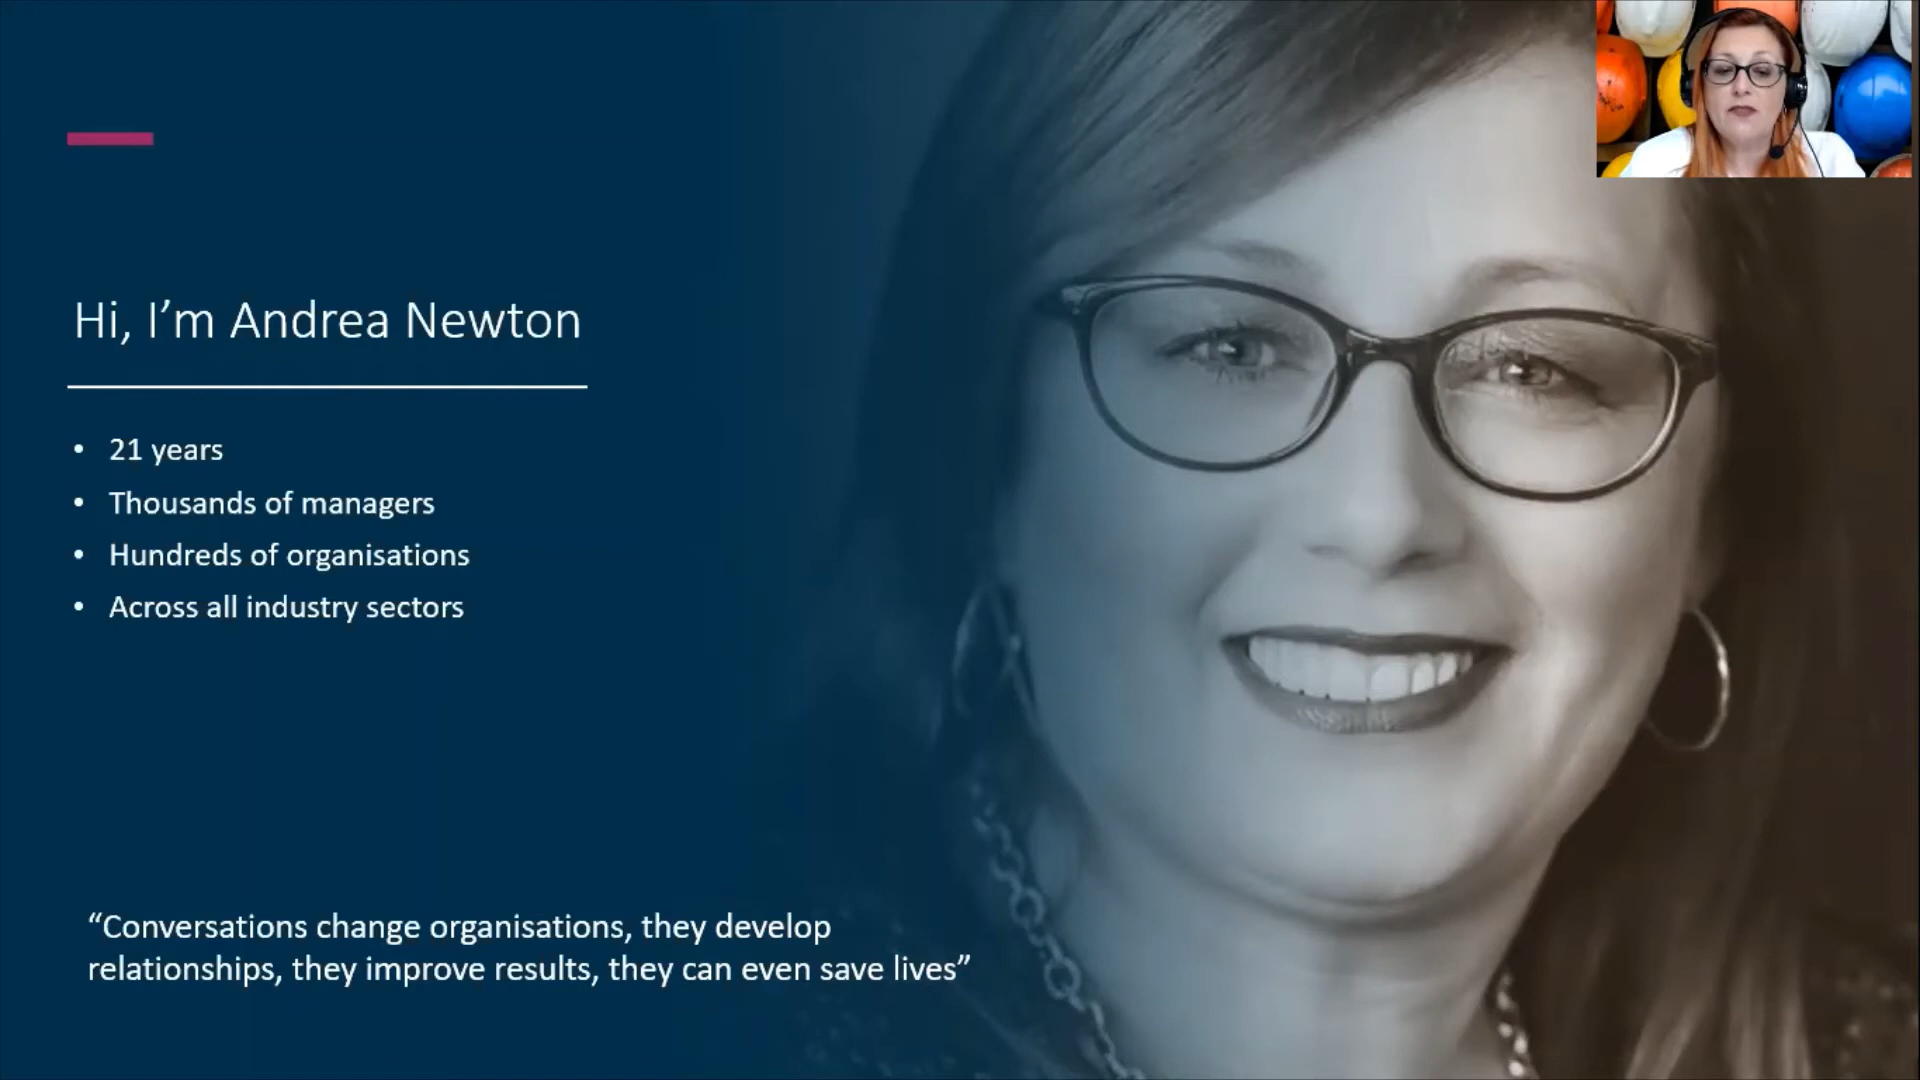 Hi, I’m Andrea Newton
• 21 years
• Thousands of managers
• Hundreds of organisations
• Across all industry sectors
“Conversations change organisations, they develop
relationships, they improve results, they can even save lives”